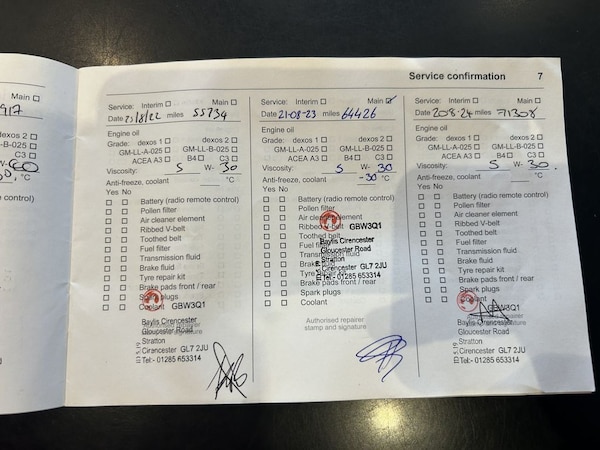 Service confirmation 7
Main ☐
917
dexos 2 ☐
GM-LL-B-025 ☐
C3 ☐
°C
control)
Service: Interim ☐ Main ☐
Date 23/8/22 miles 55734
Engine oil
Grade: dexos 1 ☐ dexos 2 ☐
GM-LL-A-025 ☐ GM-LL-B-025 ☐
ACEA A3 ☐ B4 ☐ C3 ☐
Viscosity: 5 W- 30
Anti-freeze, coolant °C
Yes No
☐ ☐ Battery (radio remote control)
☐ ☐ Pollen filter
☐ ☐ Air cleaner element
☐ ☐ Ribbed V-belt
☐ ☐ Toothed belt
☐ ☐ Fuel filter
☐ ☐ Transmission fluid
☐ ☐ Brake fluid
☐ ☐ Tyre repair kit
☐ ☐ Brake pads front / rear
☐ ☐ Spark plugs
☐ ☐ Coolant
GBW3Q1
Baylis Cirencester
Gloucester Road
Stratton
Cirencester GL7 2JU
Tel:- 01285 653314
Service: Interim ☐ Main ☑
Date 21-08-23 miles 64426
Engine oil
Grade: dexos 1 ☐ dexos 2 ☐
GM-LL-A-025 ☐ GM-LL-B-025 ☐
ACEA A3 ☐ B4 ☐ C3 ☐
Viscosity: 5 W- 30
Anti-freeze, coolant -30 °C
Yes No
☐ ☐ Battery (radio remote control)
☐ ☐ Pollen filter
☐ ☐ Air cleaner element
☐ ☐ Ribbed V-belt
☐ ☐ Toothed belt
☐ ☐ Fuel filter
☐ ☐ Transmission fluid
☐ ☐ Brake fluid
☐ ☐ Tyre repair kit
☐ ☐ Brake pads front / rear
☐ ☐ Spark plugs
☐ ☐ Coolant
GBW3Q1
Baylis Cirencester
Gloucester Road
Stratton
Cirencester GL7 2JU
Tel:- 01285 653314
Authorised repairer
stamp and signature
Service: Interim ☐ Main ☐
Date 20-8-24 miles 71308
Engine oil
Grade: dexos 1 ☐ dexos 2 ☐
GM-LL-A-025 ☐ GM-LL-B-025 ☐
ACEA A3 ☐ B4 ☐ C3 ☐
Viscosity: 5 W- 30
Anti-freeze, coolant °C
Yes No
☐ ☐ Battery (radio remote control)
☐ ☐ Pollen filter
☐ ☐ Air cleaner element
☐ ☐ Ribbed V-belt
☐ ☐ Toothed belt
☐ ☐ Fuel filter
☐ ☐ Transmission fluid
☐ ☐ Brake fluid
☐ ☐ Tyre repair kit
☐ ☐ Brake pads front / rear
☐ ☐ Spark plugs
☐ ☐ Coolant
GBW3Q1
Baylis Cirencester
Gloucester Road
Stratton
Cirencester GL7 2JU
Tel:- 01285 653314